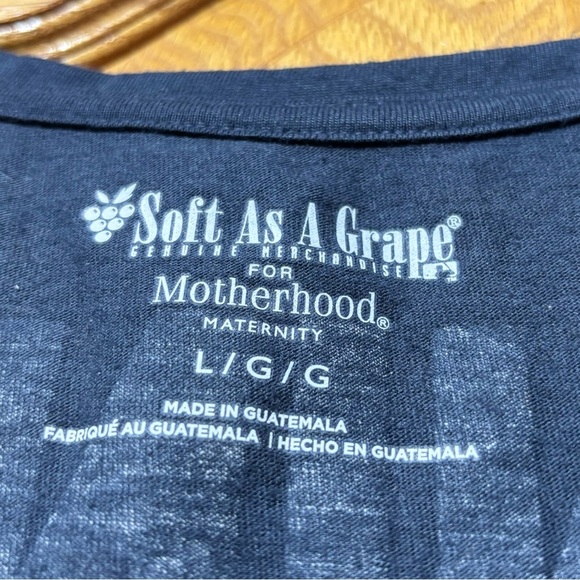 Soft As A Grape®
GENUINE MERCHANDISE
FOR
Motherhood®
MATERNITY
L / G / G
MADE IN GUATEMALA
FABRIQUÉ AU GUATEMALA | HECHO EN GUATEMALA